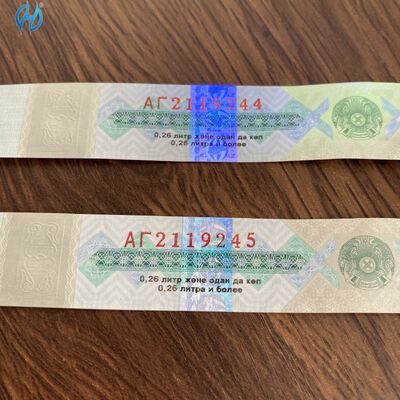 АГ2119244
0,26 литр және одан да көп
0,26 литра и более
АГ2119245
0,26 литр және одан да көп
0,26 литра и более